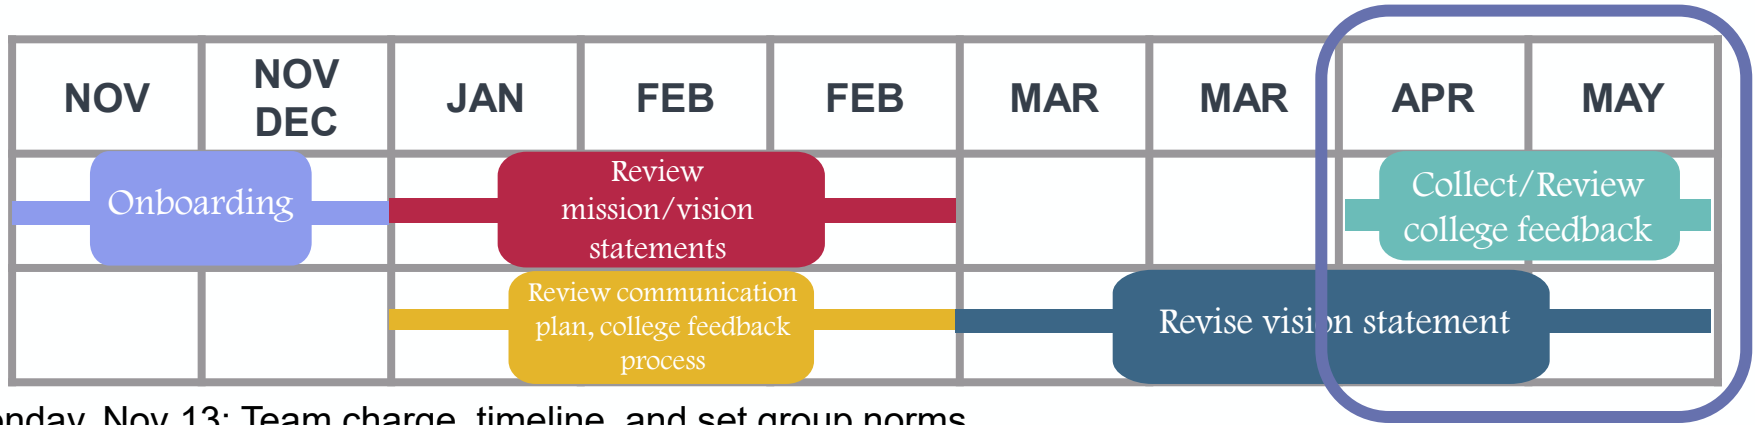 NOV
NOV
DEC
JAN
FEB
FEB
MAR
MAR
APR
MAY
Onboarding
Review
mission/vision
statements
Collect/Review
college feedback
Review communication
plan, college feedback
process
Revise vision statement
Nov 13: Team charge, timeline, and set group norms